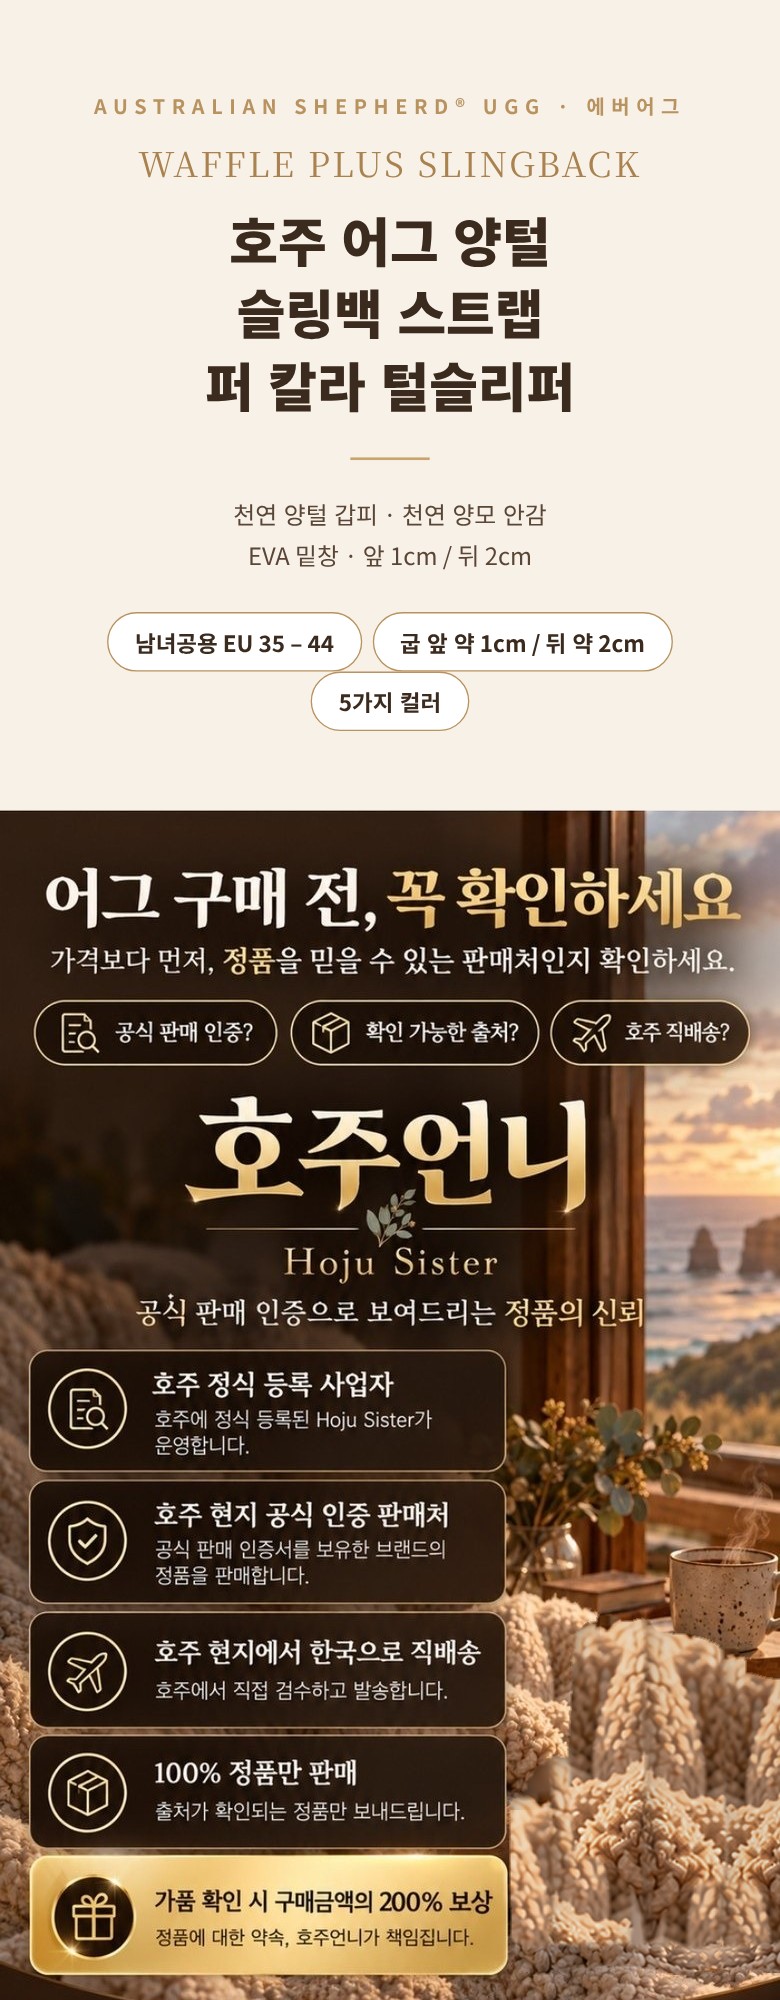 AUSTRALIAN SHEPHERD® UGG · 에버어그
WAFFLE PLUS SLINGBACK
호주 어그 양털
슬링백 스트랩
퍼 칼라 털슬리퍼
천연 양털 갑피 · 천연 양모 안감
EVA 밑창 · 앞 1cm / 뒤 2cm
남녀공용 EU 35 – 44
굽 앞 약 1cm / 뒤 약 2cm
5가지 컬러
어그 구매 전, 꼭 확인하세요
가격보다 먼저, 정품을 믿을 수 있는 판매처인지 확인하세요.
공식 판매 인증?
확인 가능한 출처?
호주 직배송?
호주언니
Hoju Sister
공식 판매 인증으로 보여드리는 정품의 신뢰
호주 정식 등록 사업자
호주에 정식 등록된 Hoju Sister가
운영합니다.
호주 현지 공식 인증 판매처
공식 판매 인증서를 보유한 브랜드의
정품을 판매합니다.
호주 현지에서 한국으로 직배송
호주에서 직접 검수하고 발송합니다.
100% 정품만 판매
출처가 확인되는 정품만 보내드립니다.
가품 확인 시 구매금액의 200% 보상
정품에 대한 약속, 호주언니가 책임집니다.